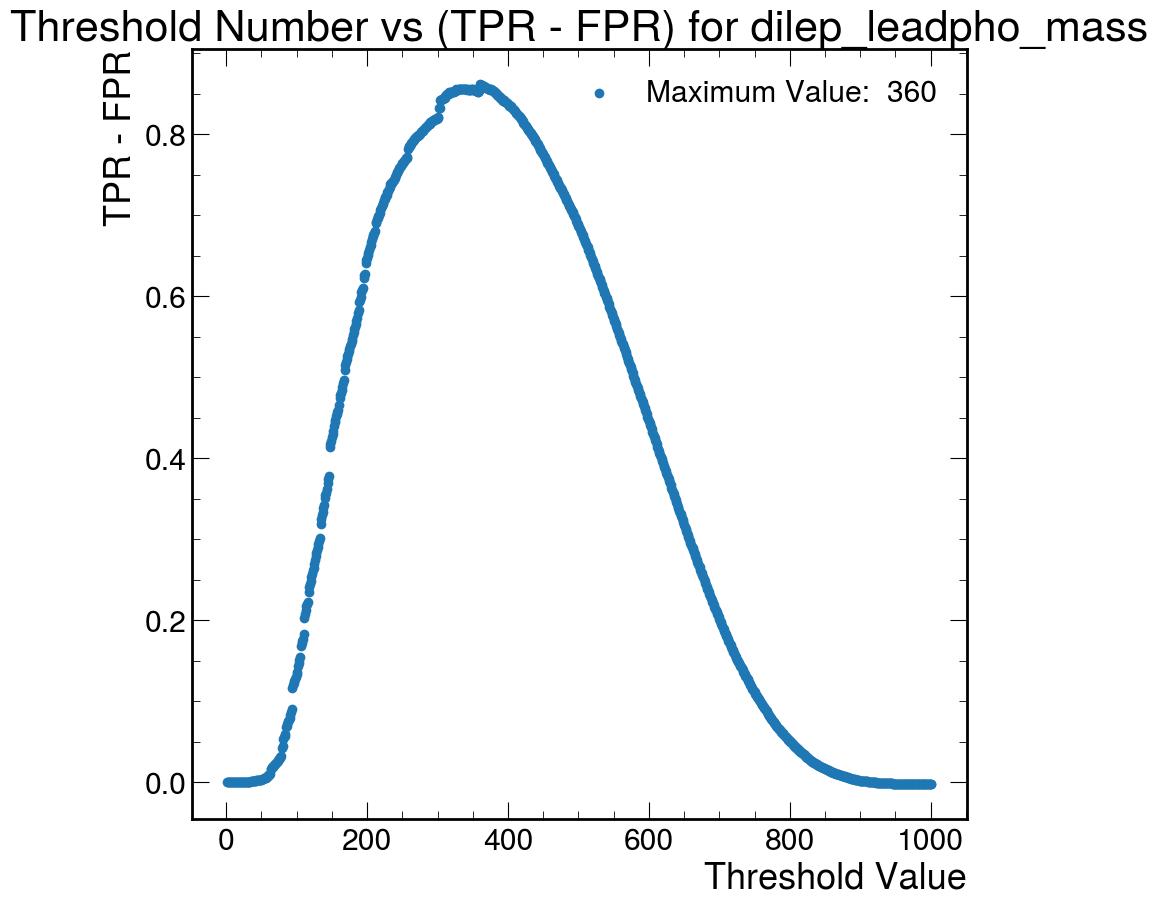 Threshold Number vs (TPR - FPR) for dilep_leadpho_mass
TPR - FPR
Maximum Value: 360
0.8
0.6
0.4
0.2
0.0
0 200 400 600 800 1000
Threshold Value